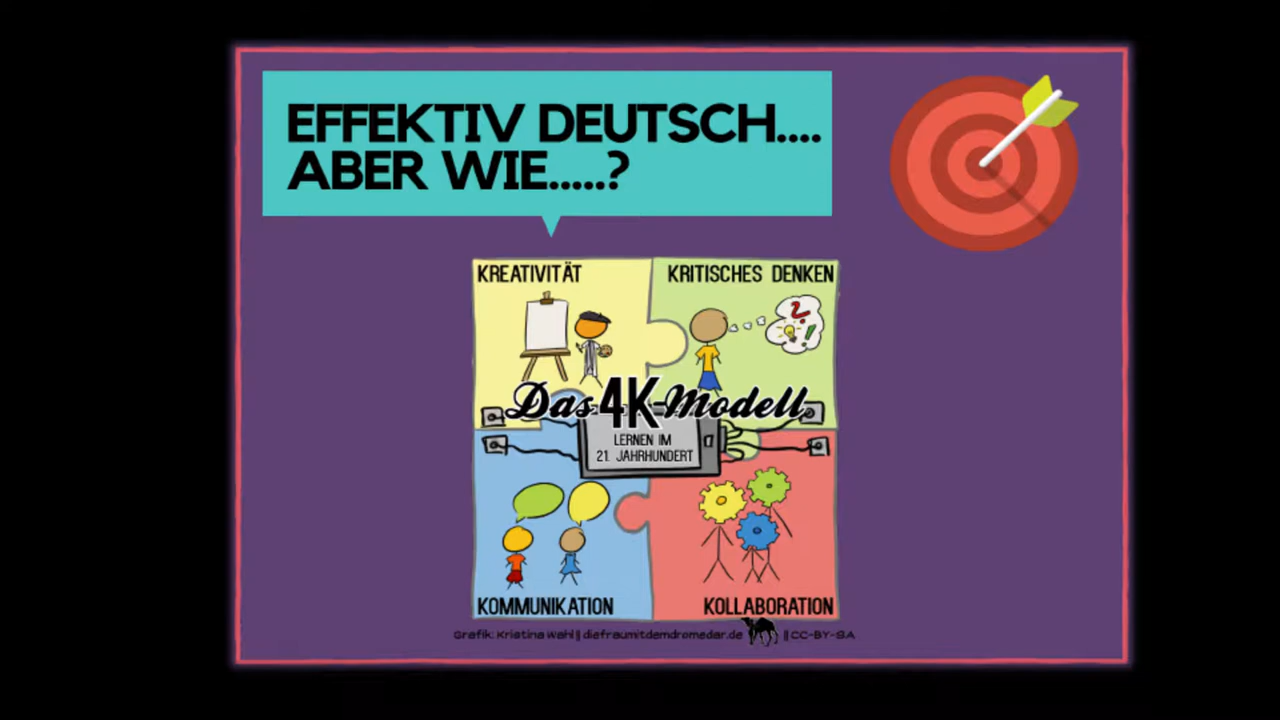 EFFEKTIV DEUTSCH....
ABER WIE.....?
KREATIVITÄT
KRITISCHES DENKEN
Das 4K-Modell
LERNEN IM
21. JAHRHUNDERT
KOMMUNIKATION
KOLLABORATION
Grafik: Kristina Wahl || diefraumitdemdromedar.de || CC-BY-SA